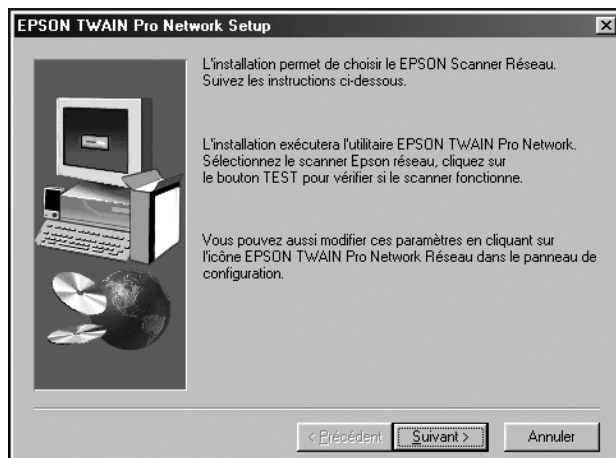 EPSON TWAIN Pro Network Setup
L'installation permet de choisir le EPSON Scanner Réseau.
Suivez les instructions ci-dessous.
L'installation exécutera l'utilitaire EPSON TWAIN Pro Network.
Sélectionnez le scanner Epson réseau, cliquez sur
le bouton TEST pour vérifier si le scanner fonctionne.
Vous pouvez aussi modifier ces paramètres en cliquant sur
l'icône EPSON TWAIN Pro Network Réseau dans le panneau de
configuration.
< Précédent Suivant > Annuler